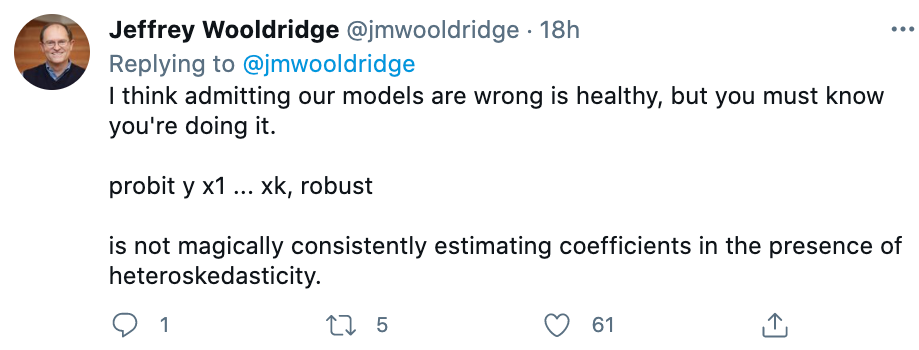 Jeffrey Wooldridge @jmwooldridge · 18h
Replying to @jmwooldridge
I think admitting our models are wrong is healthy, but you must know
you're doing it.
probit y x1 ... xk, robust
is not magically consistently estimating coefficients in the presence of
heteroskedasticity.
1 5 61